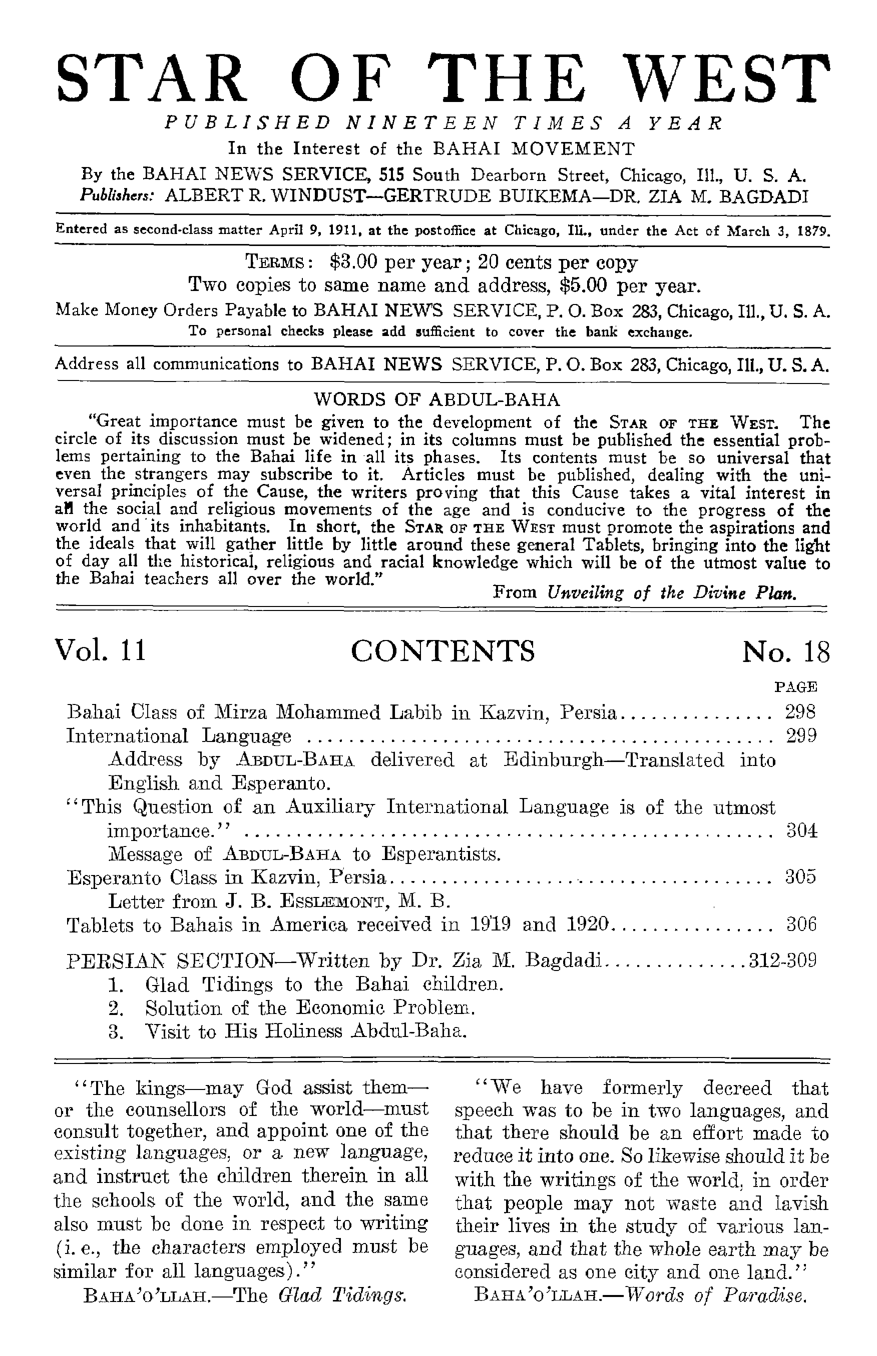 STAR OF THE WEST
PUBLISHED NINETEEN TIMES A YEAR
In the Interest of the BAHAI MOVEMENT
By the BAHAI NEWS SERVICE, 515 South Dearborn Street, Chicago, Ill., U. S. A.
Publishers: ALBERT R. WINDUST—GERTRUDE BUIKEMA—DR. ZIA M. BAGDADI
Entered as second-class matter April 9, 1911, at the postoffice at Chicago, Ill., under the Act of March 3, 1879.
TERMS: $3.00 per year; 20 cents per copy
Two copies to same name and address, $5.00 per year.
Make Money Orders Payable to BAHAI NEWS SERVICE, P. O. Box 283, Chicago, Ill., U. S. A.
To personal checks please add sufficient to cover the bank exchange.
Address all communications to BAHAI NEWS SERVICE, P. O. Box 283, Chicago, Ill., U. S. A.
WORDS OF ABDUL-BAHA
"Great importance must be given to the development of the STAR OF THE WEST. The
circle of its discussion must be widened; in its columns must be published the essential prob-
lems pertaining to the Bahai life in all its phases. Its contents must be so universal that
even the strangers may subscribe to it. Articles must be published, dealing with the uni-
versal principles of the Cause, the writers proving that this Cause takes a vital interest in
all the social and religious movements of the age and is conducive to the progress of the
world and its inhabitants. In short, the STAR OF THE WEST must promote the aspirations and
the ideals that will gather little by little around these general Tablets, bringing into the light
of day all the historical, religious and racial knowledge which will be of the utmost value to
the Bahai teachers all over the world."
From Unveiling of the Divine Plan.
Vol. 11 CONTENTS No. 18
PAGE
Bahai Class of Mirza Mohammed Labib in Kazvin, Persia............... 298
International Language ............................................. 299
Address by ABDUL-BAHA delivered at Edinburgh—Translated into
English and Esperanto.
"This Question of an Auxiliary International Language is of the utmost
importance." ................................................... 304
Message of ABDUL-BAHA to Esperantists.
Esperanto Class in Kazvin, Persia..................................... 305
Letter from J. B. ESSLEMONT, M. B.
Tablets to Bahais in America received in 1919 and 1920................ 306
PERSIAN SECTION—Written by Dr. Zia M. Bagdadi..............312-309
1. Glad Tidings to the Bahai children.
2. Solution of the Economic Problem.
3. Visit to His Holiness Abdul-Baha.
"The kings—may God assist them—
or the counsellors of the world—must
consult together, and appoint one of the
existing languages, or a new language,
and instruct the children therein in all
the schools of the world, and the same
also must be done in respect to writing
(i. e., the characters employed must be
similar for all languages)."
BAHA'O'LLAH.—The Glad Tidings.
"We have formerly decreed that
speech was to be in two languages, and
that there should be an effort made to
reduce it into one. So likewise should it be
with the writings of the world, in order
that people may not waste and lavish
their lives in the study of various lan-
guages, and that the whole earth may be
considered as one city and one land."
BAHA'O'LLAH.—Words of Paradise.